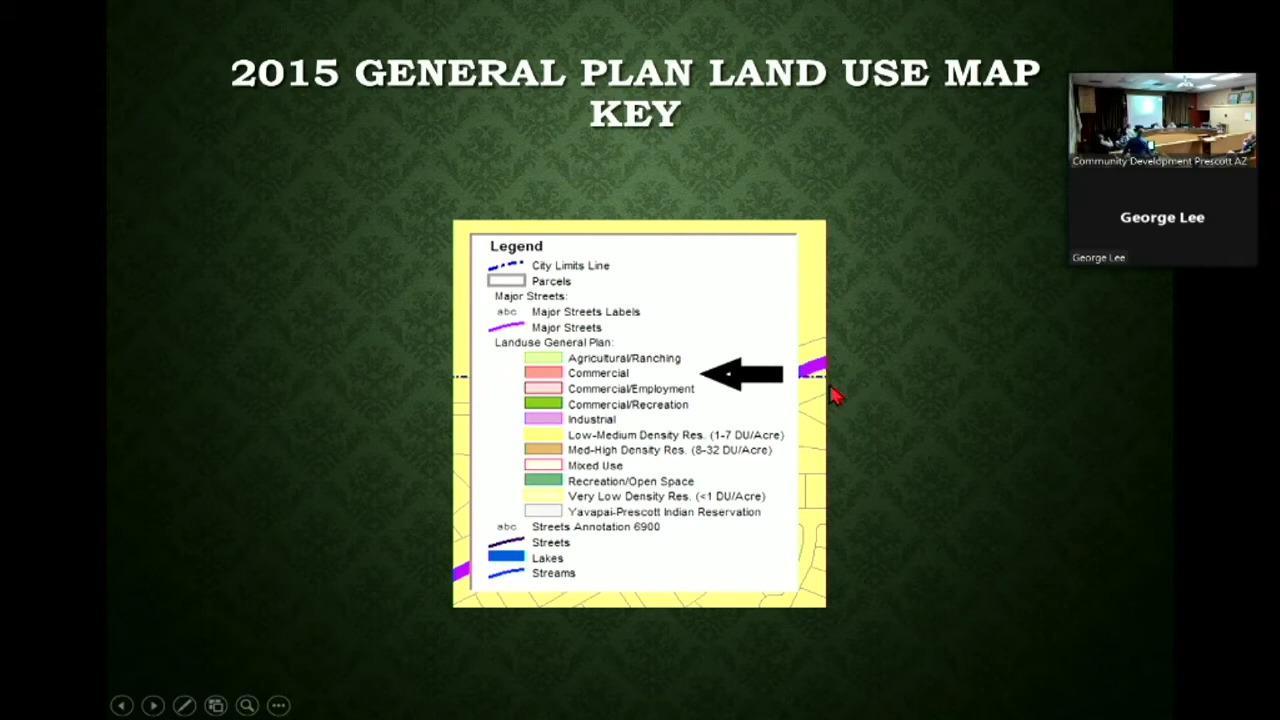 2015 GENERAL PLAN LAND USE MAP
KEY
Community Development Prescott AZ
George Lee
George Lee
Legend
City Limits Line
Parcels
Major Streets:
abc Major Streets Labels
Major Streets
Landuse General Plan:
Agricultural/Ranching
Commercial
Commercial/Employment
Commercial/Recreation
Industrial
Low-Medium Density Res. (1-7 DU/Acre)
Med-High Density Res. (8-32 DU/Acre)
Mixed Use
Recreation/Open Space
Very Low Density Res. (<1 DU/Acre)
Yavapai-Prescott Indian Reservation
abc Streets Annotation 6900
Streets
Lakes
Streams